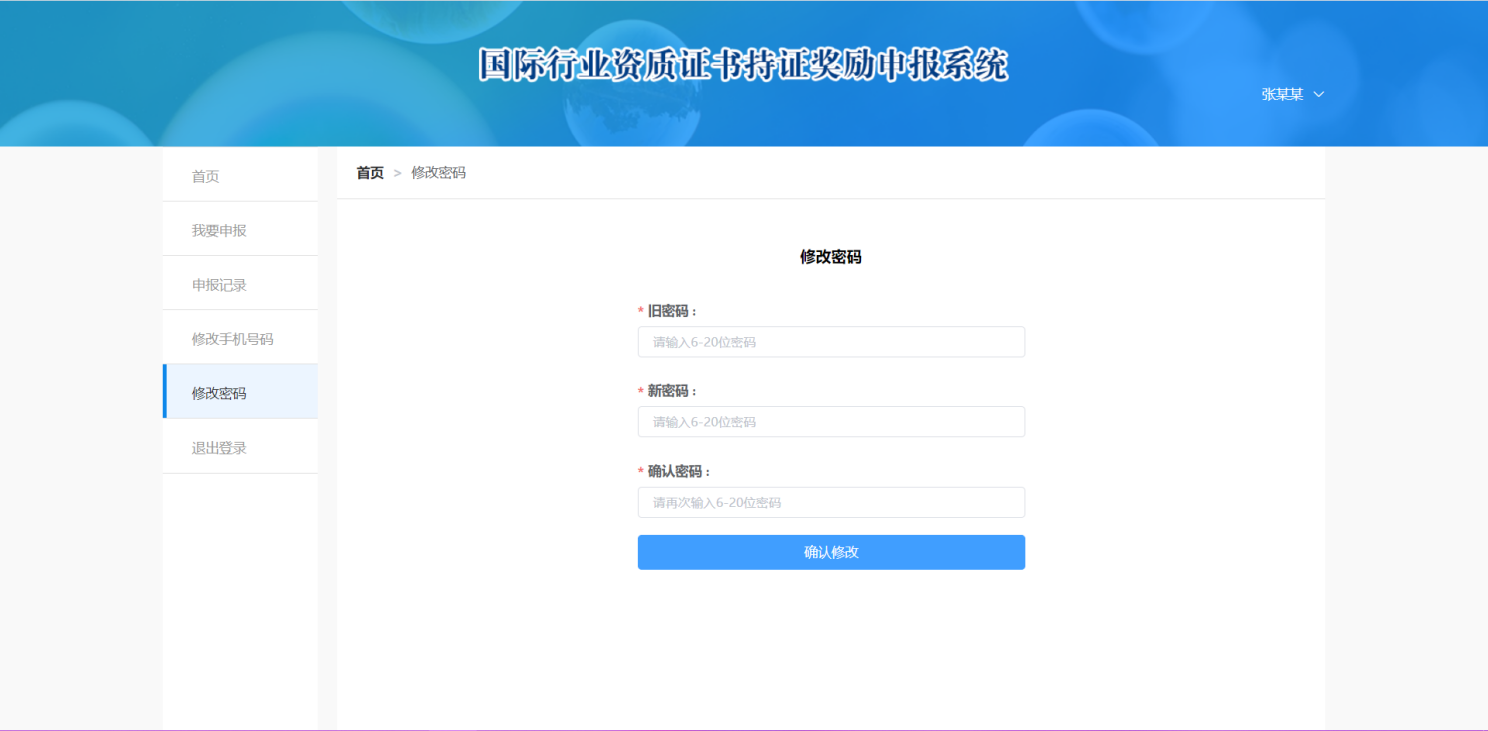 国际行业资质证书持证奖励申报系统
张某某
首页
我要申报
申报记录
修改手机号码
修改密码
退出登录
首页 > 修改密码
修改密码
* 旧密码：
请输入6-20位密码
* 新密码：
请输入6-20位密码
* 确认密码：
请再次输入6-20位密码
确认修改